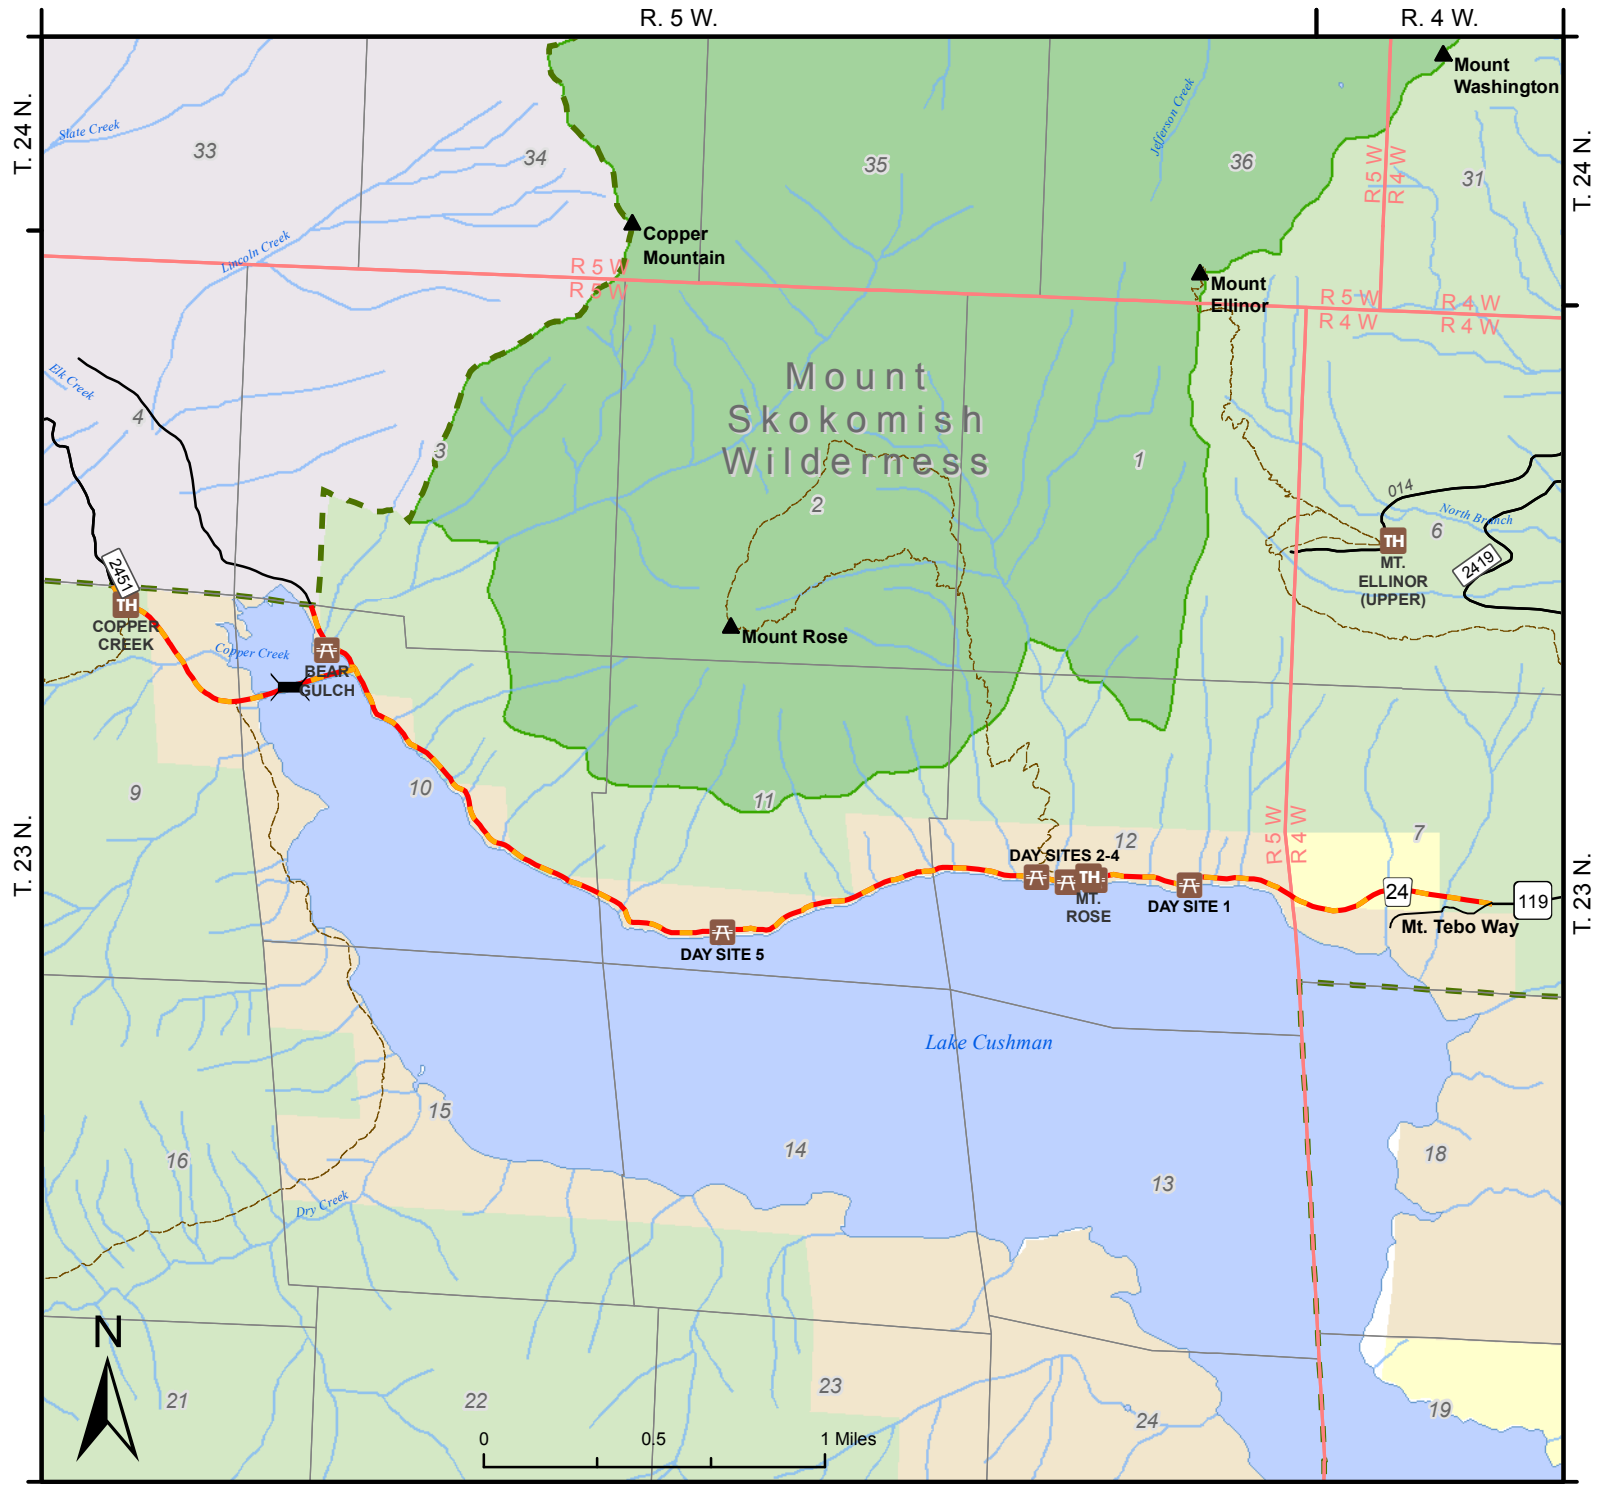 R. 5 W.
R. 4 W.
Mount
Washington
T. 24 N.
T. 24 N.
Slate Creek
33
34
35
Jefferson Creek
36
R 5 W
R 4 W
31
Copper
Mountain
Lincoln Creek
R 5 W
R 5 W
Mount
Ellinor
R 5 W
R 4 W
R 4 W
R 4 W
Elk Creek
4
3
Mount
Skokomish
Wilderness
2
1
014
North Branch
6
TH
MT.
ELLINOR
(UPPER)
2419
2451
TH
COPPER
CREEK
Copper Creek
BEAR
GULCH
Mount Rose
9
10
11
12
R 5 W
R 4 W
7
T. 23 N.
T. 23 N.
DAY SITES 2-4
TH
MT.
ROSE
DAY SITE 1
24
119
Mt. Tebo Way
DAY SITE 5
Lake Cushman
15
14
13
18
16
Dry Creek
N
21
22
23
24
19
0
0.5
1 Miles